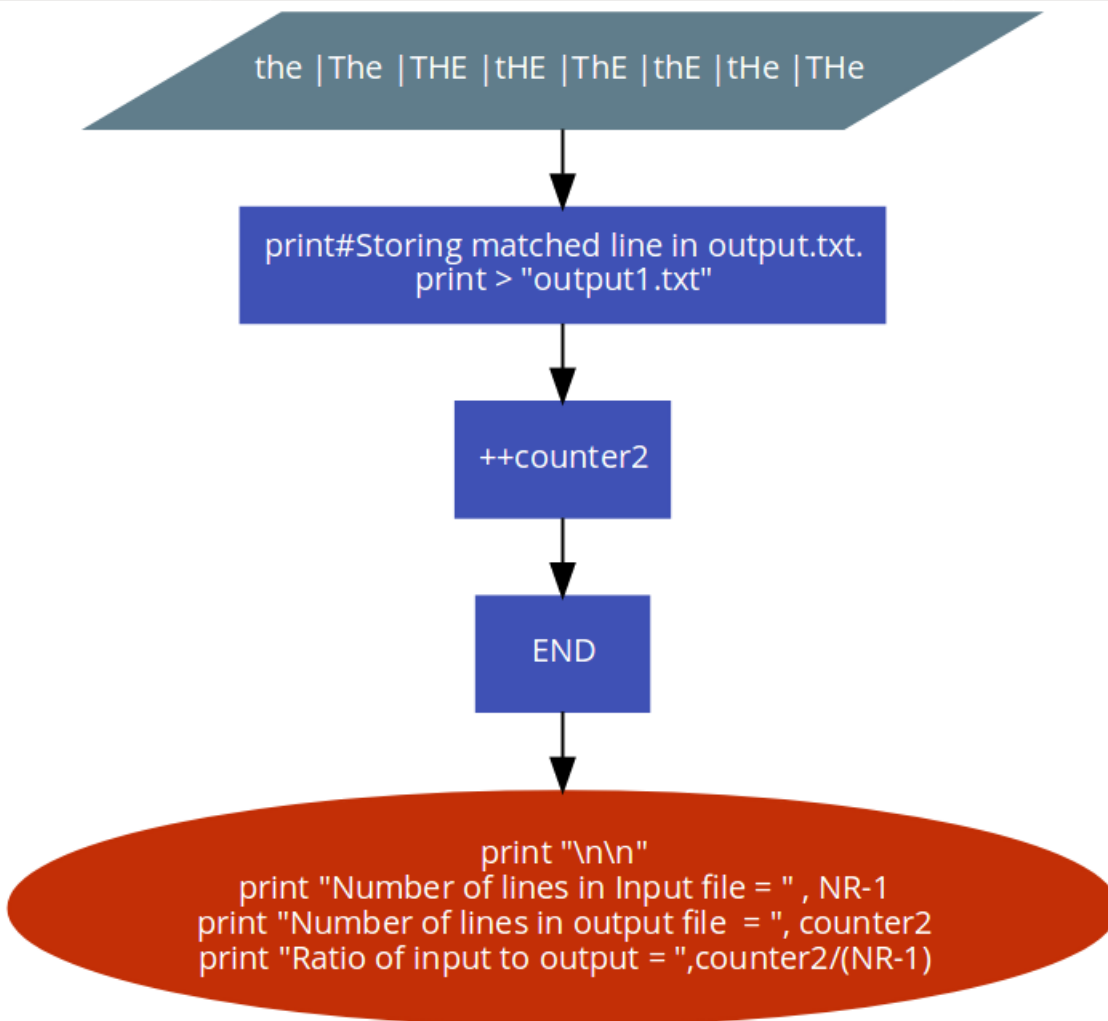 the |The |THE |tHE |ThE |thE |tHe |THe
print#Storing matched line in output.txt.
print > "output1.txt"
++counter2
END
print "\n\n"
print "Number of lines in Input file = " , NR-1
print "Number of lines in output file  = ", counter2
print "Ratio of input to output = ",counter2/(NR-1)